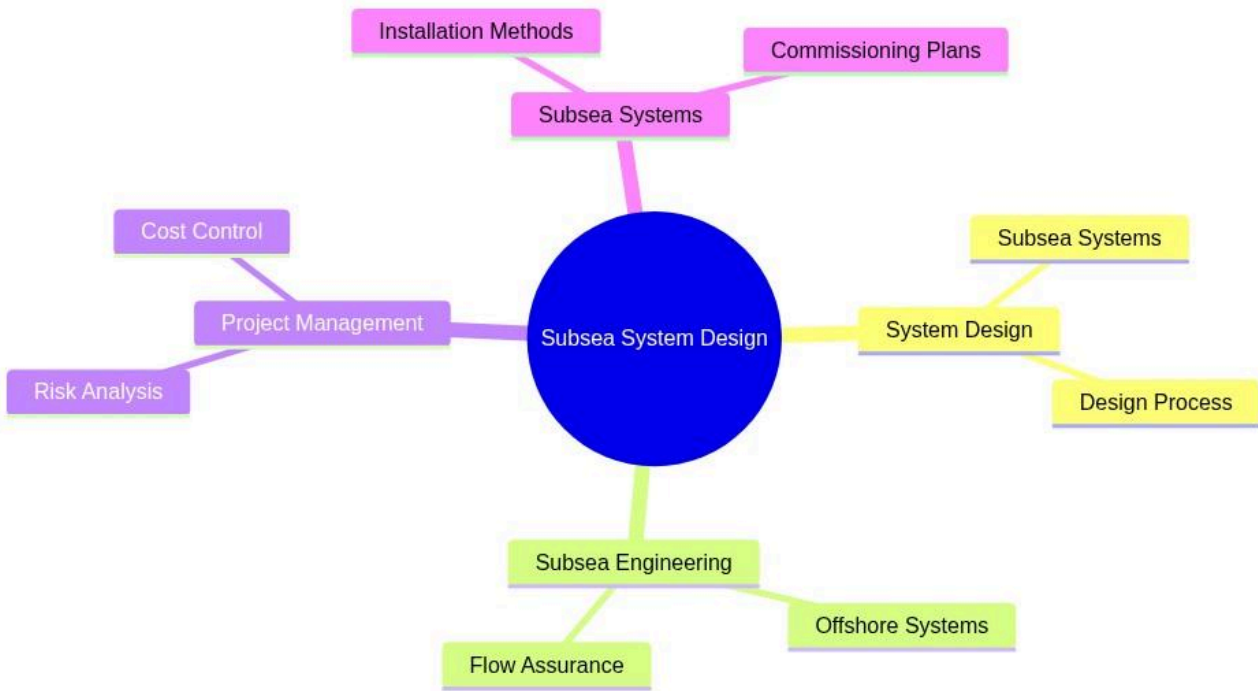 Installation Methods
Commissioning Plans
Subsea Systems
Cost Control
Subsea Systems
Project Management
Subsea System Design
System Design
Risk Analysis
Design Process
Subsea Engineering
Offshore Systems
Flow Assurance